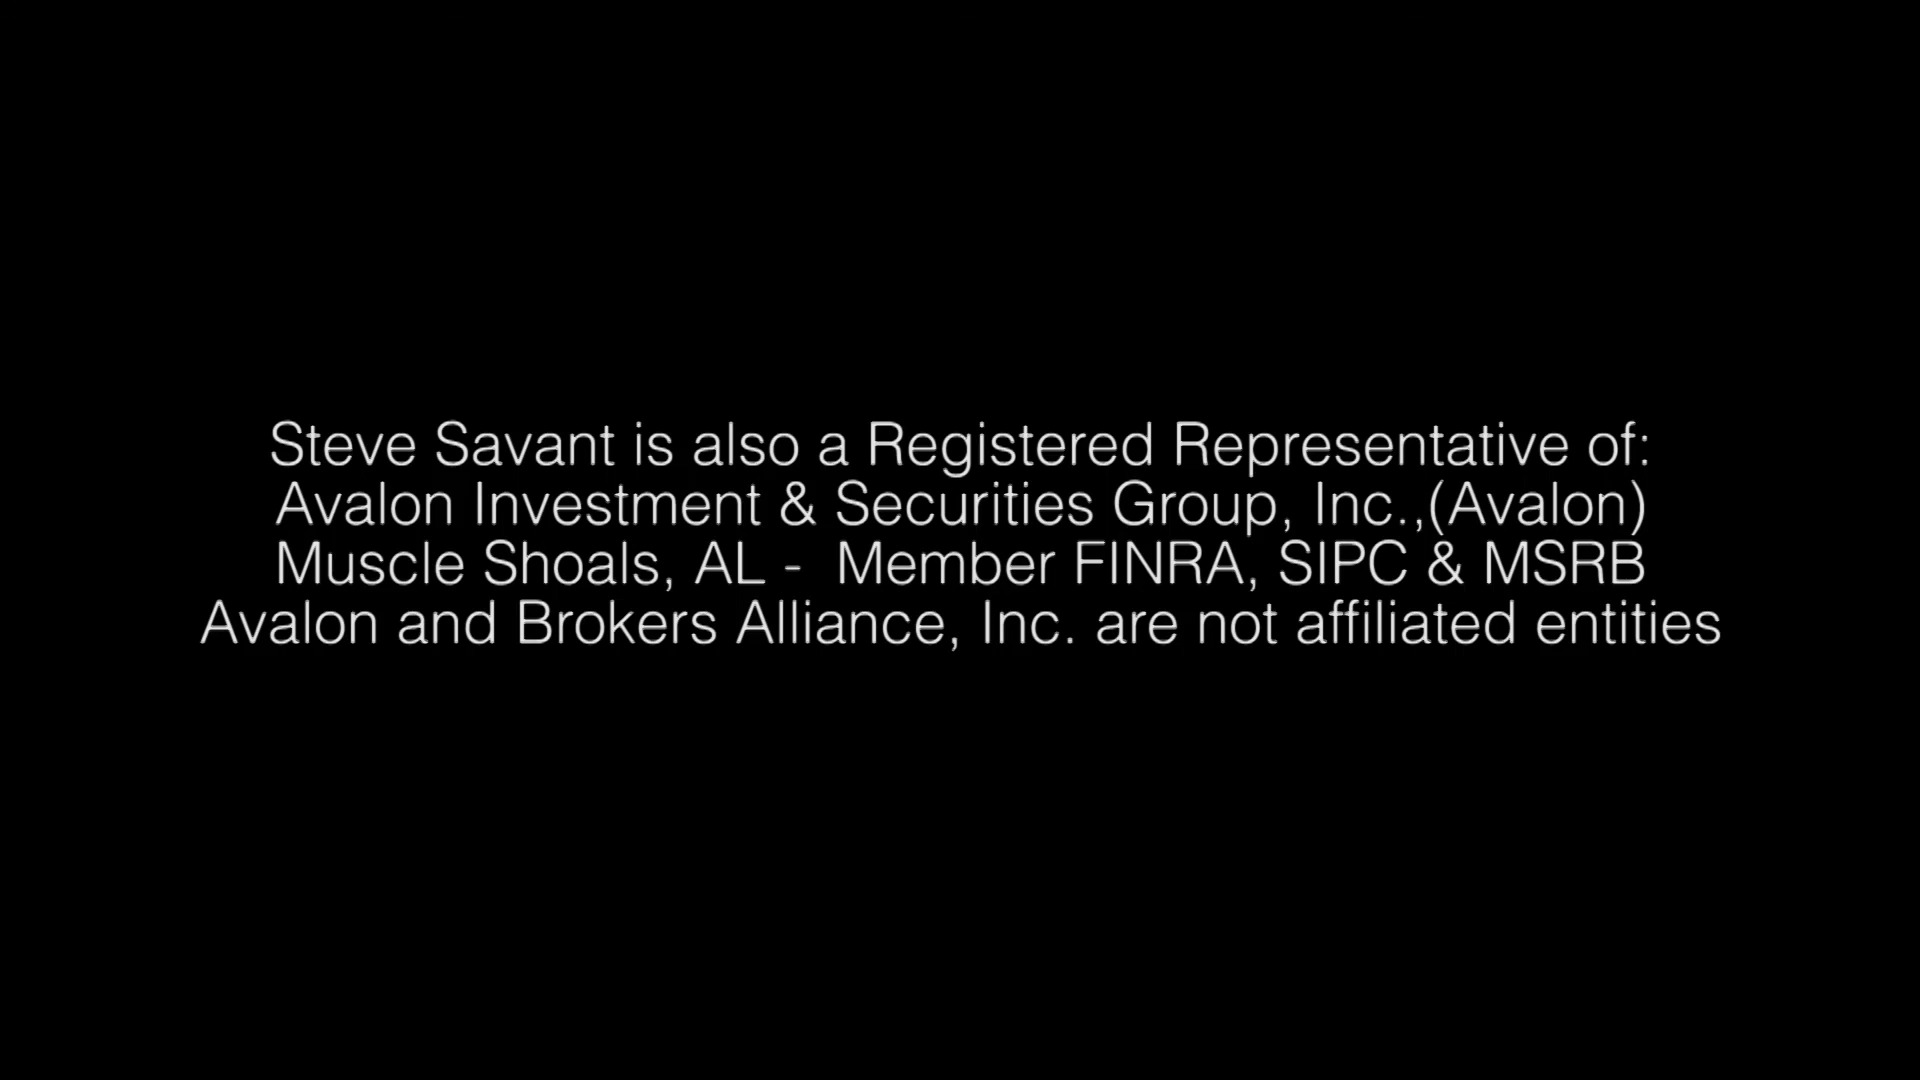 Steve Savant is also a Registered Representative of:
Avalon Investment & Securities Group, Inc.,(Avalon)
Muscle Shoals, AL -  Member FINRA, SIPC & MSRB
Avalon and Brokers Alliance, Inc. are not affiliated entities